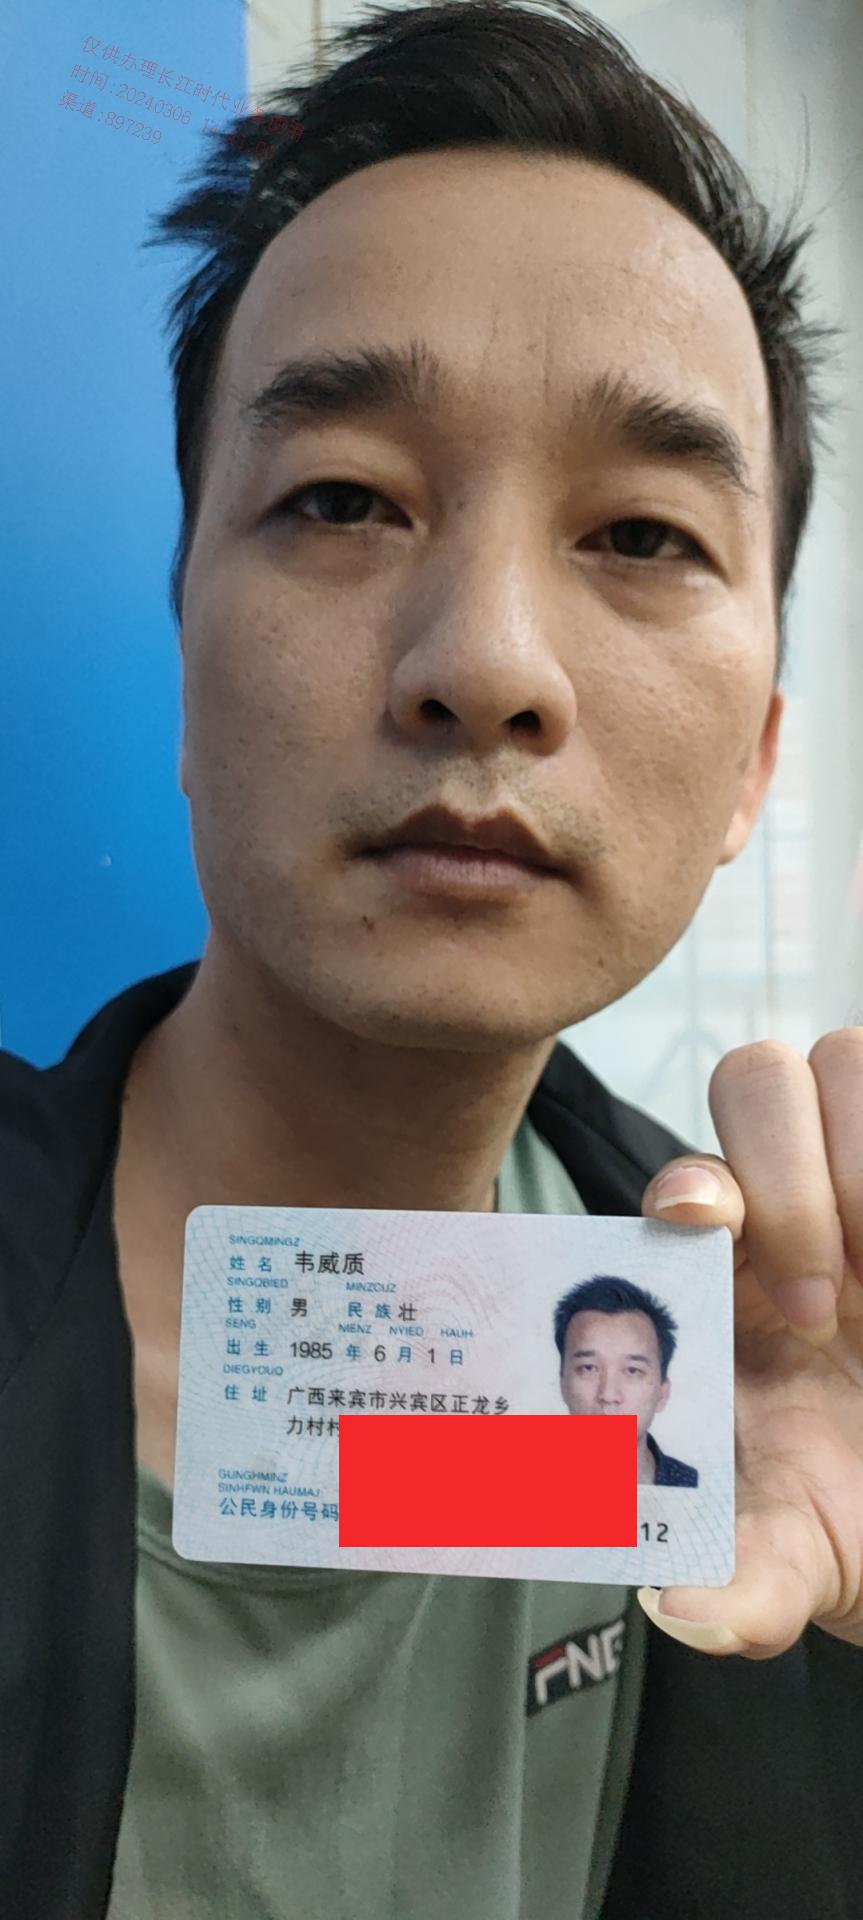 仅供办理长江时代业务使用
时间:20240306
渠道:897239
SINGQMINGZ
姓名 韦威质
SINGQBIED MINZCUZ
性别 男 民族 壮
SENG NIENZ NYIED HAUH
出生 1985 年 6 月 1 日
DIEGYOUQ
住址 广西来宾市兴宾区正龙乡
力村
GUNGHMINZ
SINHFWN HAUMAJ
公民身份号码 12